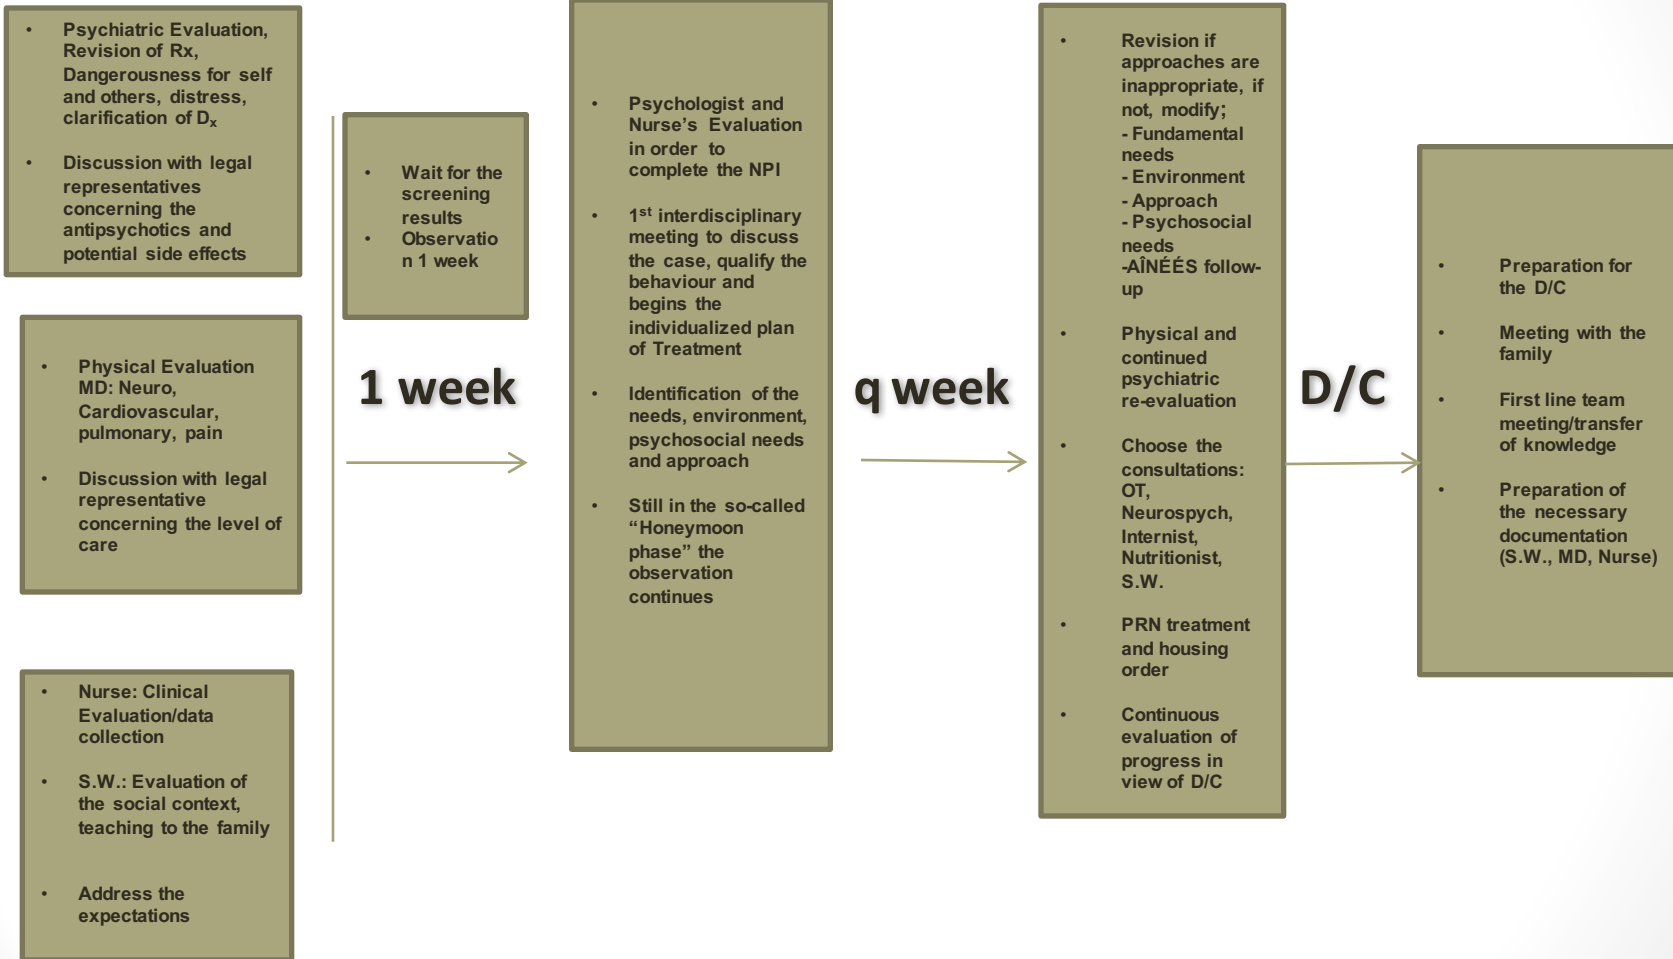 • Psychiatric Evaluation,
Revision of Rx,
Dangerousness for self
and others, distress,
clarification of Dx
• Discussion with legal
representatives
concerning the
antipsychotics and
potential side effects
• Physical Evaluation
MD: Neuro,
Cardiovascular,
pulmonary, pain
• Discussion with legal
representative
concerning the level of
care
• Nurse: Clinical
Evaluation/data
collection
• S.W.: Evaluation of
the social context,
teaching to the family
• Address the
expectations
• Wait for the
screening
results
• Observatio
n 1 week
1 week
• Psychologist and
Nurse's Evaluation
in order to
complete the NPI
• 1st interdisciplinary
meeting to discuss
the case, qualify the
behaviour and
begins the
individualized plan
of Treatment
• Identification of the
needs, environment,
psychosocial needs
and approach
• Still in the so-called
“Honeymoon
phase” the
observation
continues
q week
• Revision if
approaches are
inappropriate, if
not, modify;
- Fundamental
needs
- Environment
- Approach
- Psychosocial
needs
-AÎNÉÉS follow-
up
• Physical and
continued
psychiatric
re-evaluation
• Choose the
consultations:
OT,
Neurospych,
Internist,
Nutritionist,
S.W.
• PRN treatment
and housing
order
• Continuous
evaluation of
progress in
view of D/C
D/C
• Preparation for
the D/C
• Meeting with the
family
• First line team
meeting/transfer
of knowledge
• Preparation of
the necessary
documentation
(S.W., MD, Nurse)